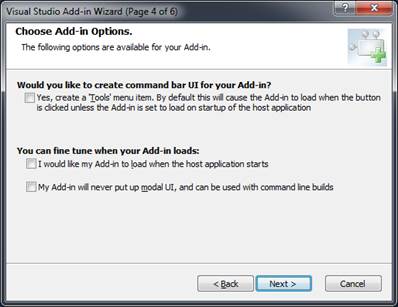 Visual Studio Add-in Wizard (Page 4 of 6)
Choose Add-in Options.
The following options are available for your Add-in.
Would you like to create command bar UI for your Add-in?
Yes, create a 'Tools' menu item. By default this will cause the Add-in to load when the button
is clicked unless the Add-in is set to load on startup of the host application
You can fine tune when your Add-in loads:
I would like my Add-in to load when the host application starts
My Add-in will never put up modal UI, and can be used with command line builds
< Back
Next >
Cancel